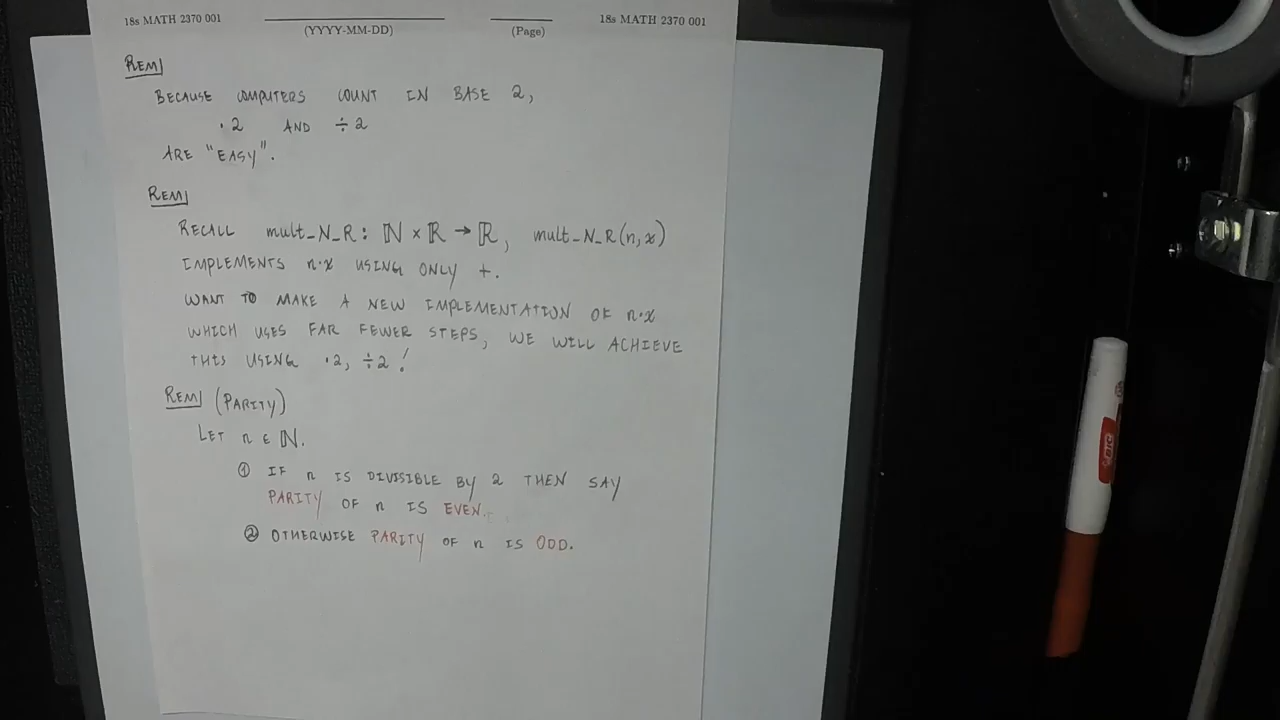 18s MATH 2370 001 (YYYY-MM-DD) (Page) 18s MATH 2370 001
REM
BECAUSE COMPUTERS COUNT IN BASE 2,
·2 AND ÷2
ARE "EASY".
REM
RECALL mult_N_R: ℕ × ℝ → ℝ, mult_N_R(n,x)
IMPLEMENTS n·x USING ONLY +.
WANT TO MAKE A NEW IMPLEMENTATION OF n·x
WHICH USES FAR FEWER STEPS, WE WILL ACHIEVE
THIS USING ·2, ÷2!
REM (PARITY)
LET n ∈ ℕ.
① IF n IS DIVISIBLE BY 2 THEN SAY
PARITY OF n IS EVEN.
② OTHERWISE PARITY OF n IS ODD.
BIC